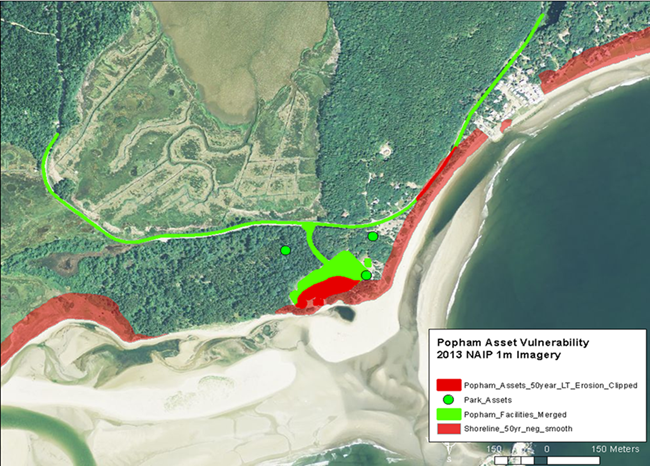 Popham Asset Vulnerability
2013 NAIP 1m Imagery
Popham_Assets_50year_LT_Erosion_Clipped
Park_Assets
Popham_Facilities_Merged
Shoreline_50yr_neg_smooth
150 0 150 Meters